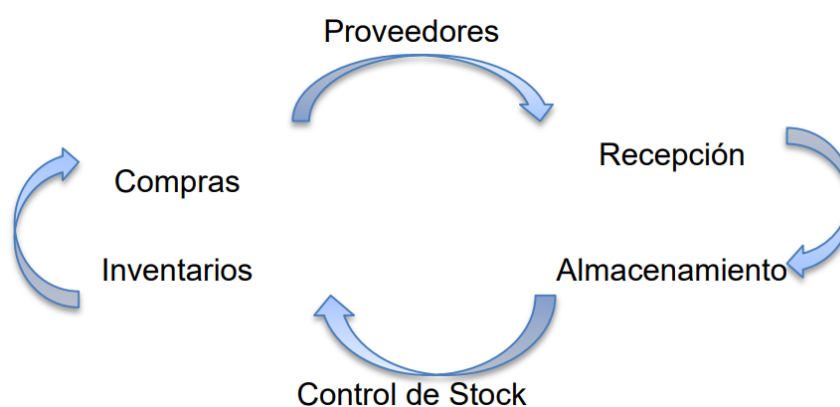 Proveedores
Recepción
Compras
Inventarios
Almacenamiento
Control de Stock